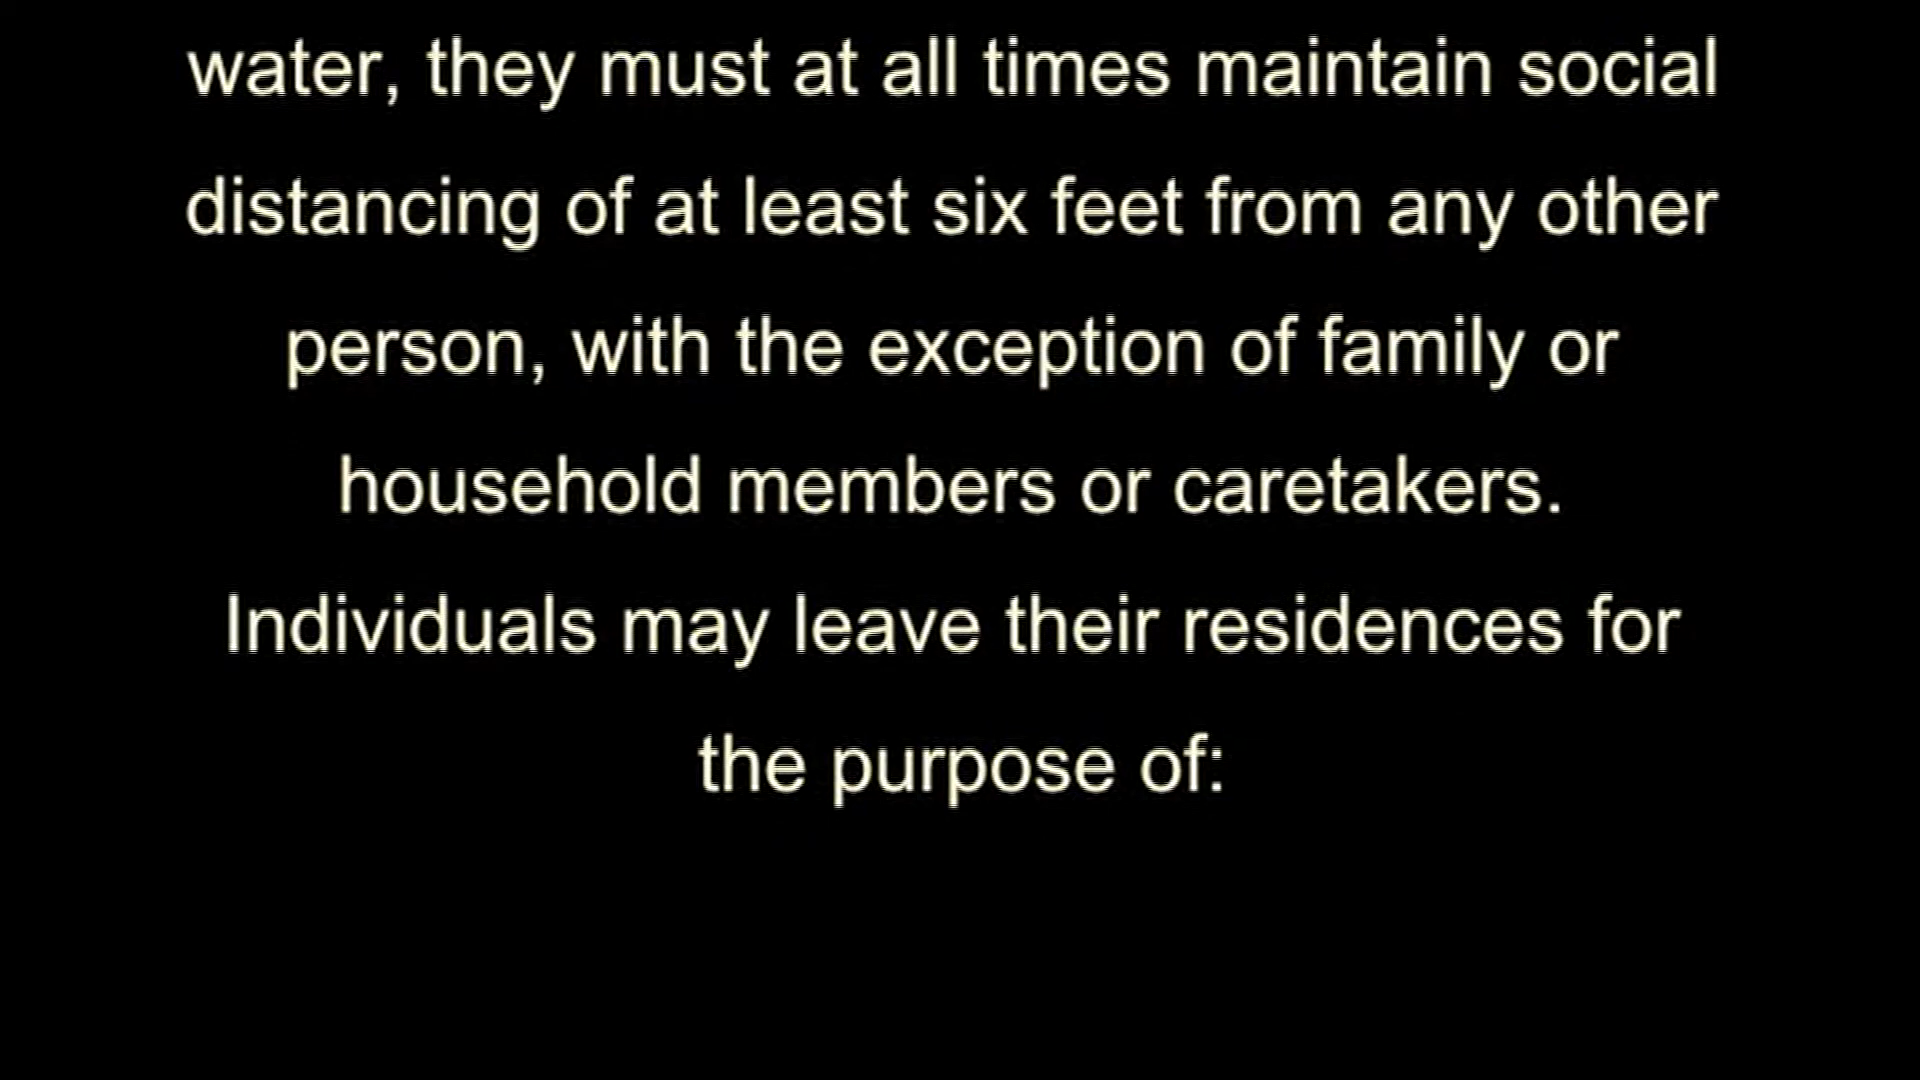 water, they must at all times maintain social
distancing of at least six feet from any other
person, with the exception of family or
household members or caretakers.
Individuals may leave their residences for
the purpose of: